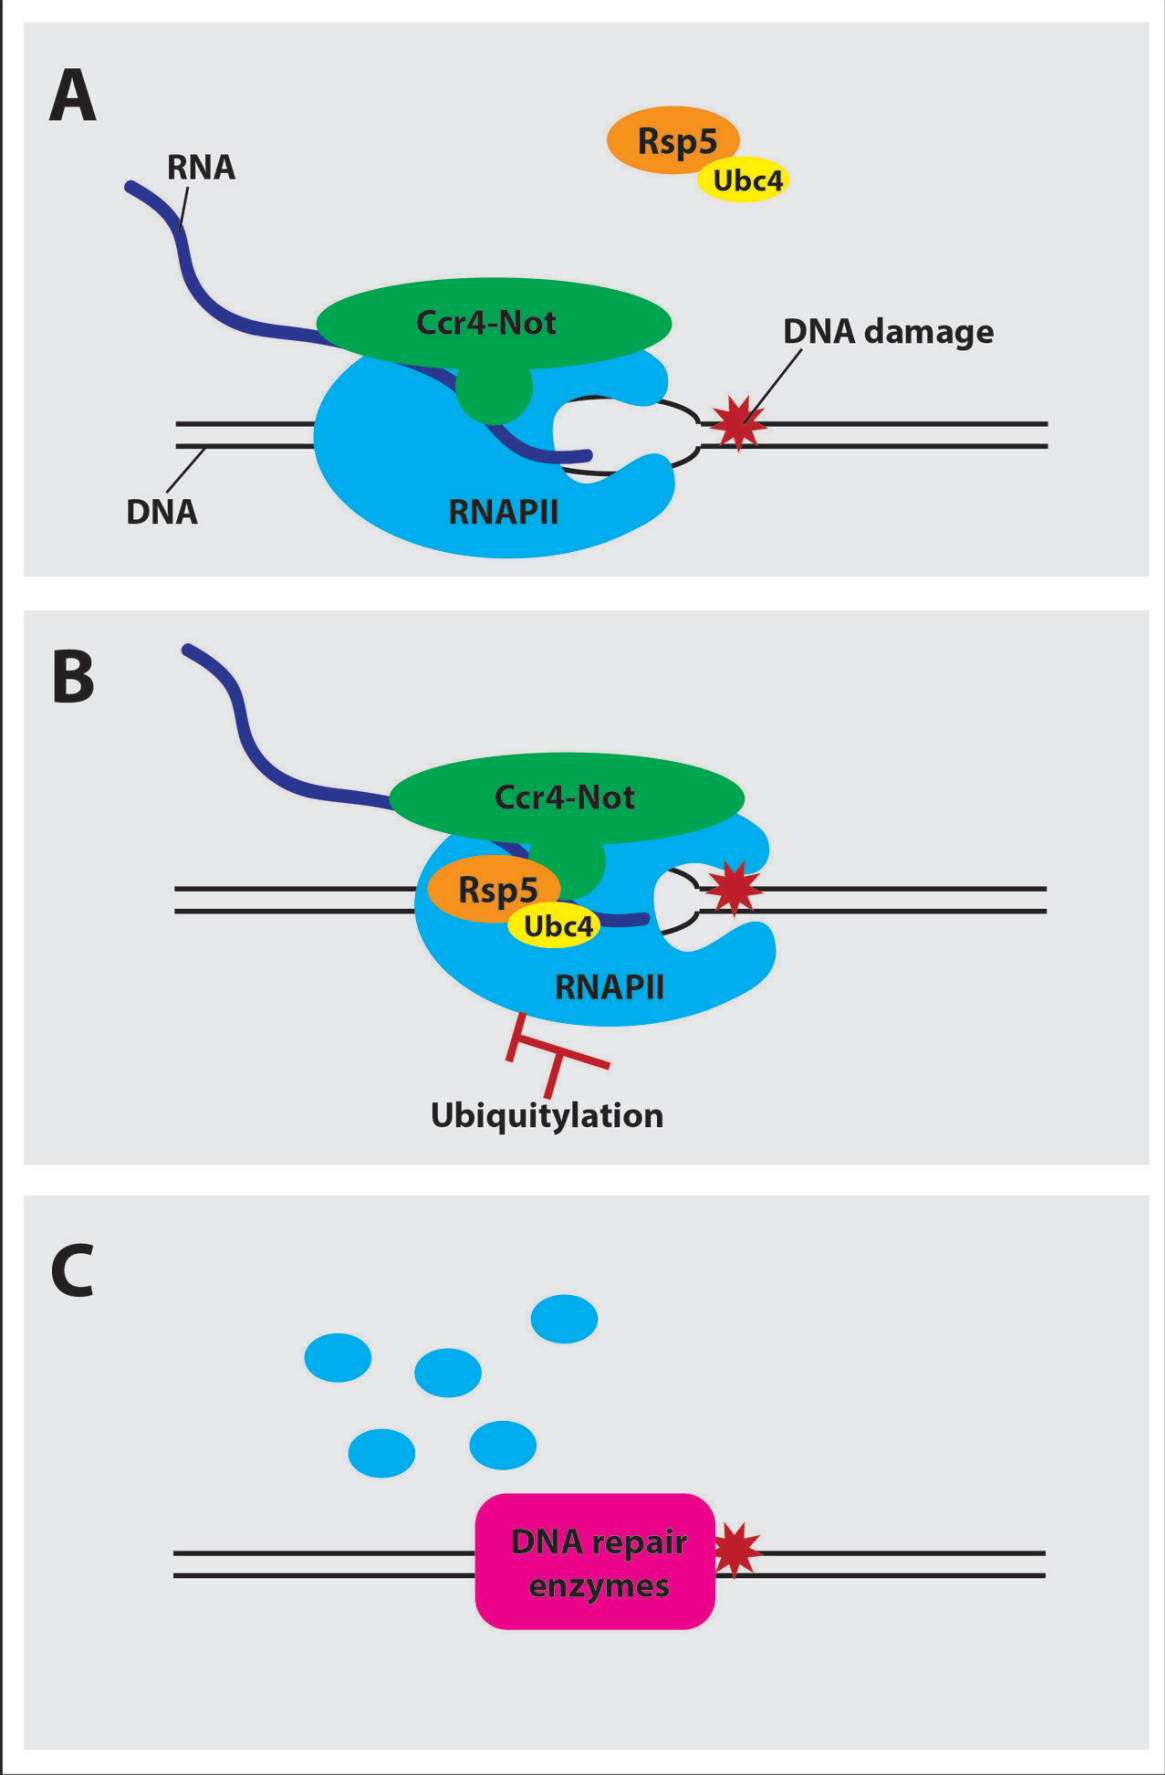 A
Rsp5
Ubc4
RNA
Ccr4-Not
DNA damage
DNA
RNAPII
B
Ccr4-Not
Rsp5
Ubc4
RNAPII
Ubiquitylation
C
DNA repair
enzymes